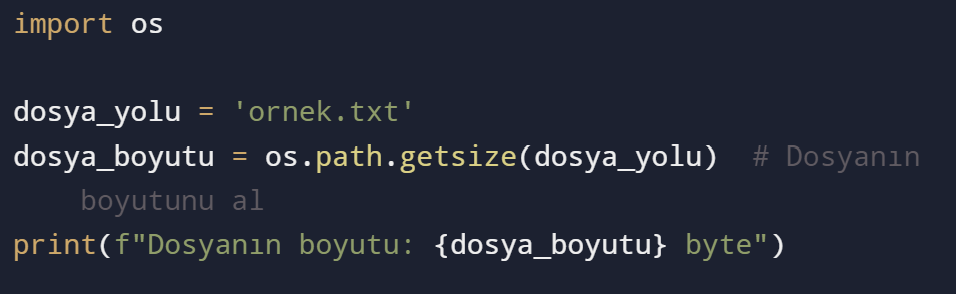 import os
dosya_yolu = 'ornek.txt'
dosya_boyutu = os.path.getsize(dosya_yolu)  # Dosyanın
boyutunu al
print(f"Dosyanın boyutu: {dosya_boyutu} byte")